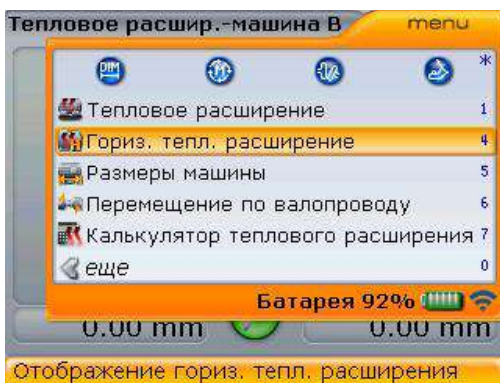 Тепловое расшир.-машина B menu
DIM *
Тепловое расширение 1
Гориз. тепл. расширение 4
Размеры машины 5
Перемещение по валопроводу 6
Калькулятор теплового расширения 7
еще 0
Батарея 92%
0.00 mm 0.00 mm
Отображение гориз. тепл. расширения